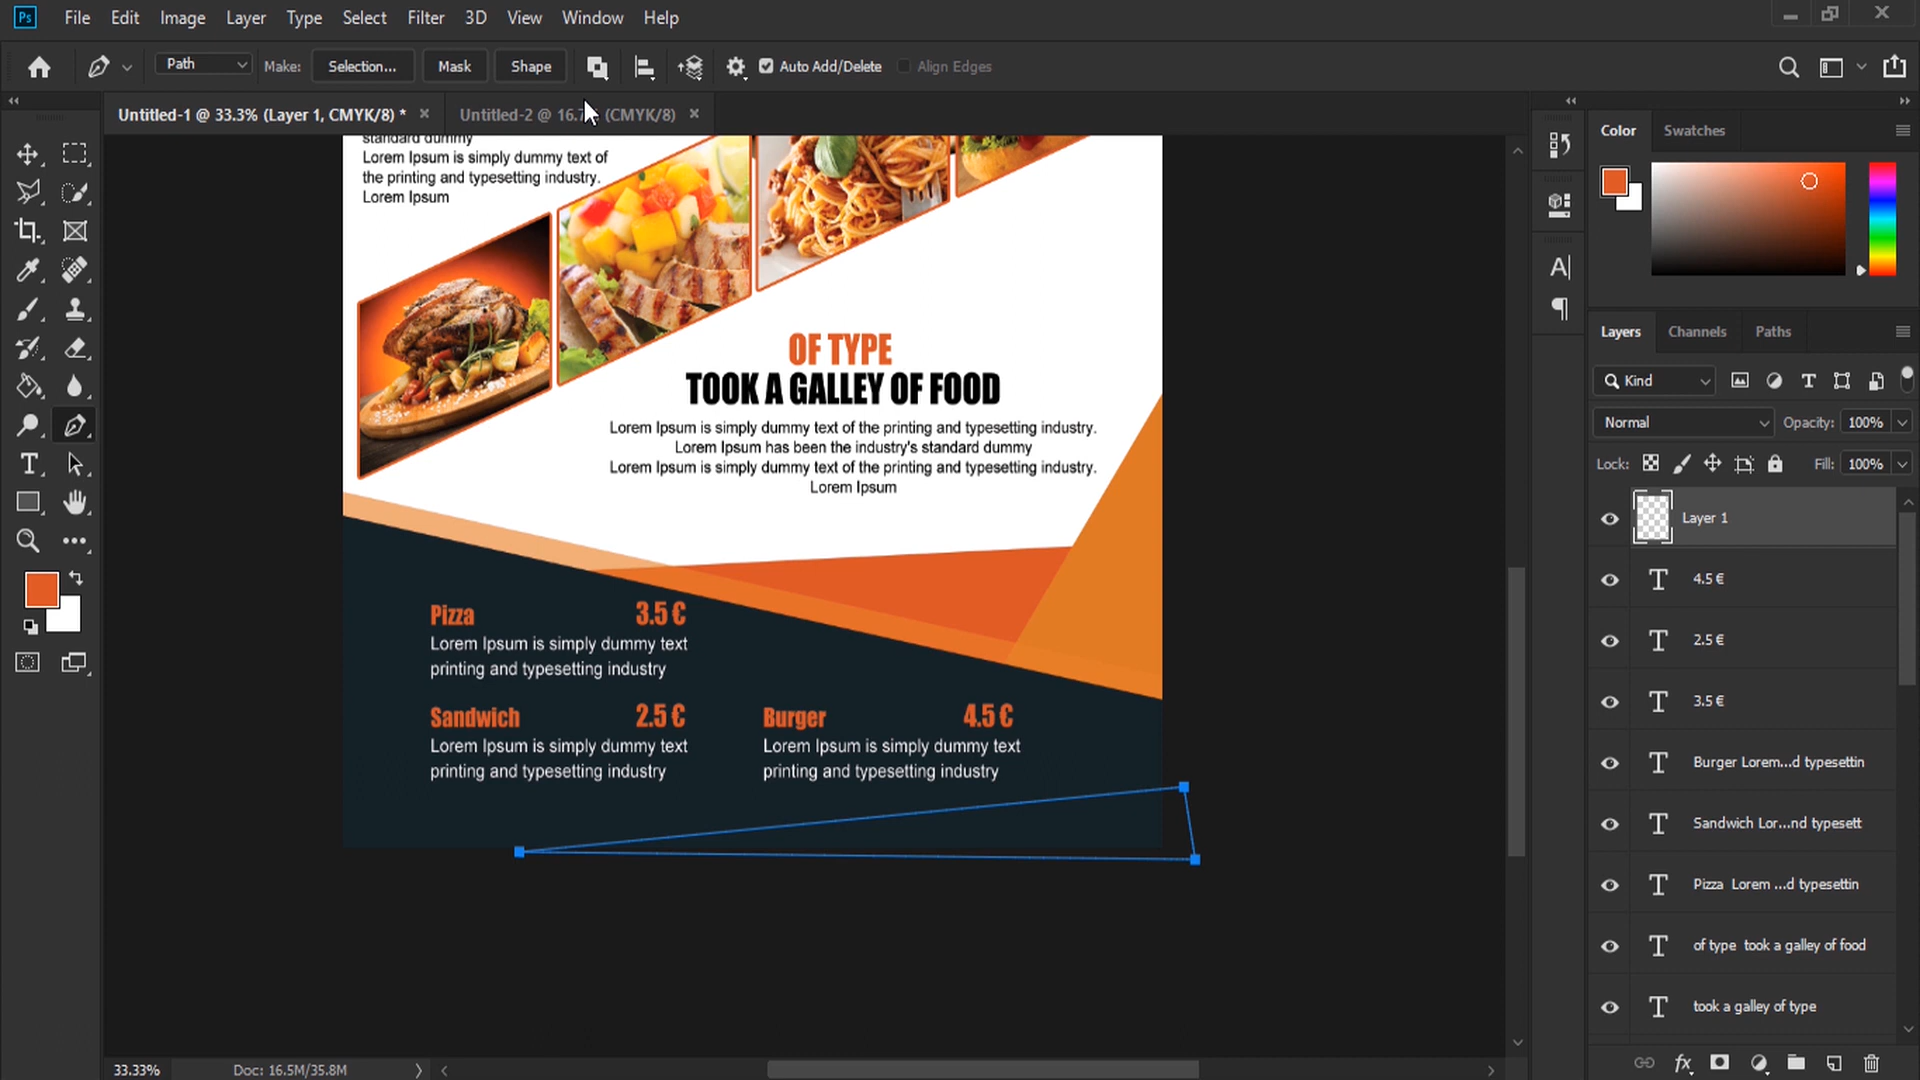 Ps File Edit Image Layer Type Select Filter 3D View Window Help
Path Make: Selection... Mask Shape Auto Add/Delete Align Edges
Untitled-1 @ 33.3% (Layer 1, CMYK/8) * × Untitled-2 @ 16.7 (CMYK/8) ×
standard dummy
Lorem Ipsum is simply dummy text of
the printing and typesetting industry.
Lorem Ipsum
OF TYPE
TOOK A GALLEY OF FOOD
Lorem Ipsum is simply dummy text of the printing and typesetting industry.
Lorem Ipsum has been the industry's standard dummy
Lorem Ipsum is simply dummy text of the printing and typesetting industry.
Lorem Ipsum
Pizza 3.5 €
Lorem Ipsum is simply dummy text
printing and typesetting industry
Sandwich 2.5 €
Lorem Ipsum is simply dummy text
printing and typesetting industry
Burger 4.5 €
Lorem Ipsum is simply dummy text
printing and typesetting industry
Color Swatches
Layers Channels Paths
Kind
Normal Opacity: 100%
Lock: Fill: 100%
Layer 1
4.5 €
2.5 €
3.5 €
Burger Lorem...d typesettin
Sandwich Lor...nd typesett
Pizza Lorem ...d typesettin
of type took a galley of food
took a galley of type
33.33% Doc: 16.5M/35.8M